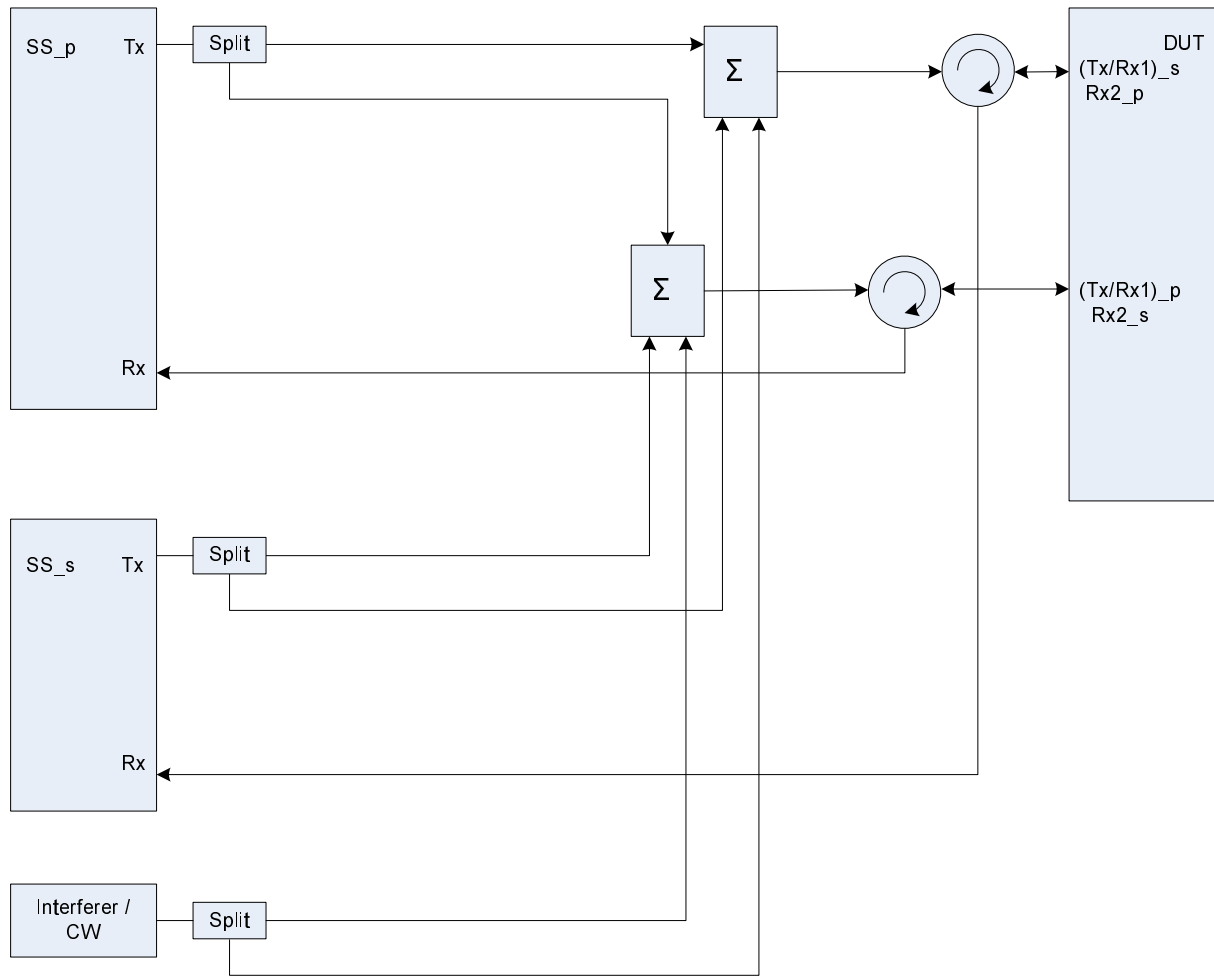 SS_p
Tx
Split
Σ
DUT
(Tx/Rx1)_s
Rx2_p
Σ
(Tx/Rx1)_p
Rx2_s
Rx
SS_s
Tx
Split
Rx
Interferer /
CW
Split